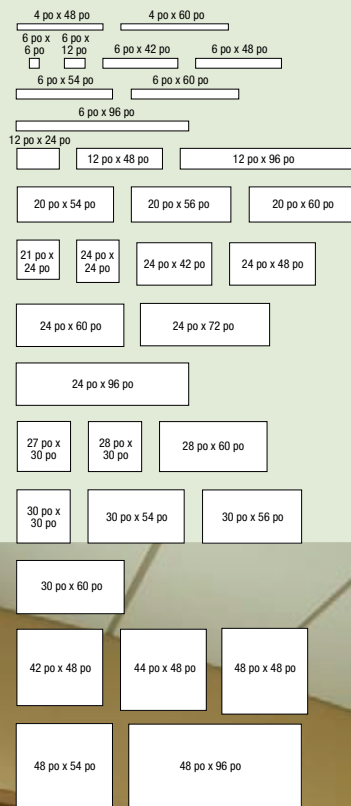 4 po x 48 po
4 po x 60 po
6 po x
6 po
6 po x
12 po
6 po x 42 po
6 po x 48 po
6 po x 54 po
6 po x 60 po
6 po x 96 po
12 po x 24 po
12 po x 48 po
12 po x 96 po
20 po x 54 po
20 po x 56 po
20 po x 60 po
21 po x
24 po
24 po x
24 po
24 po x 42 po
24 po x 48 po
24 po x 60 po
24 po x 72 po
24 po x 96 po
27 po x
30 po
28 po x
30 po
28 po x 60 po
30 po x
30 po
30 po x 54 po
30 po x 56 po
30 po x 60 po
42 po x 48 po
44 po x 48 po
48 po x 48 po
48 po x 54 po
48 po x 96 po